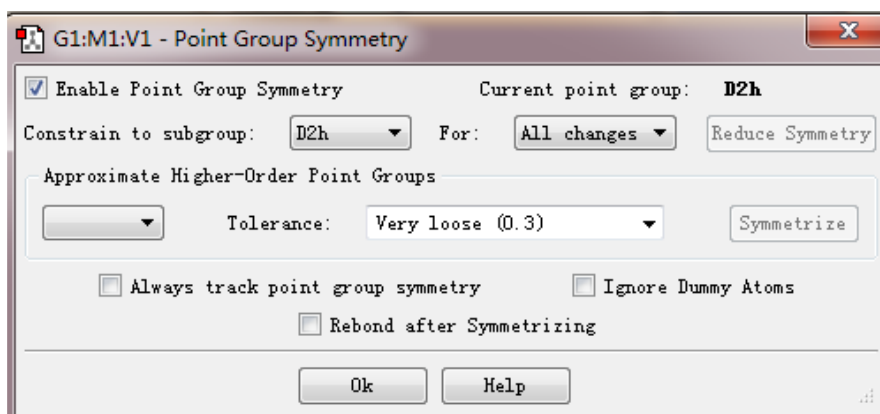 G1:M1:V1 - Point Group Symmetry
Enable Point Group Symmetry Current point group: D2h
Constrain to subgroup: D2h For: All changes Reduce Symmetry
Approximate Higher-Order Point Groups
Tolerance: Very loose (0.3) Symmetrize
Always track point group symmetry Ignore Dummy Atoms
Rebond after Symmetrizing
Ok Help